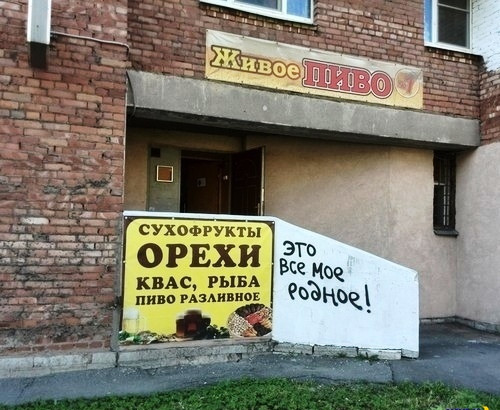 Живое ПИВО
СУХОФРУКТЫ
ОРЕХИ
КВАС, РЫБА
ПИВО РАЗЛИВНОЕ
ЭТО
ВСЕ МОЕ
РОДНОЕ!